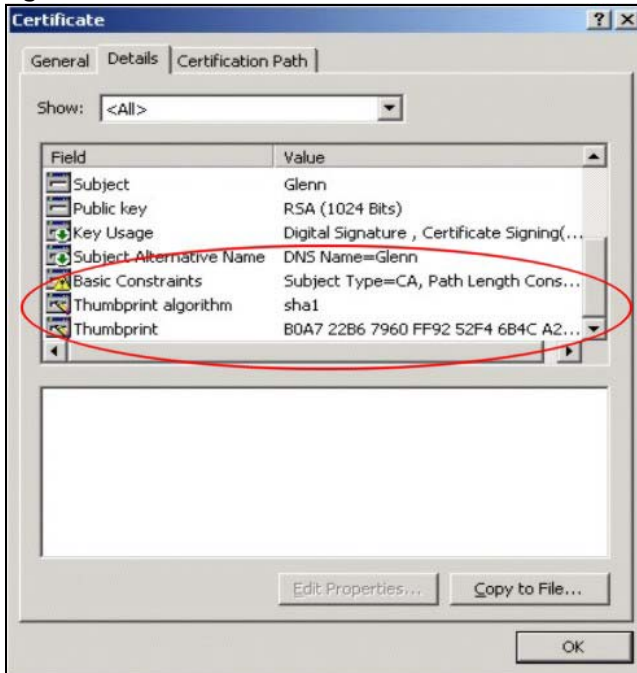 Certificate
General Details Certification Path
Show: <All>
Field Value
Subject Glenn
Public key RSA (1024 Bits)
Key Usage Digital Signature , Certificate Signing(...
Subject Alternative Name DNS Name=Glenn
Basic Constraints Subject Type=CA, Path Length Cons...
Thumbprint algorithm sha1
Thumbprint B0A7 22B6 7960 FF92 52F4 6B4C A2...
Edit Properties... Copy to File...
OK